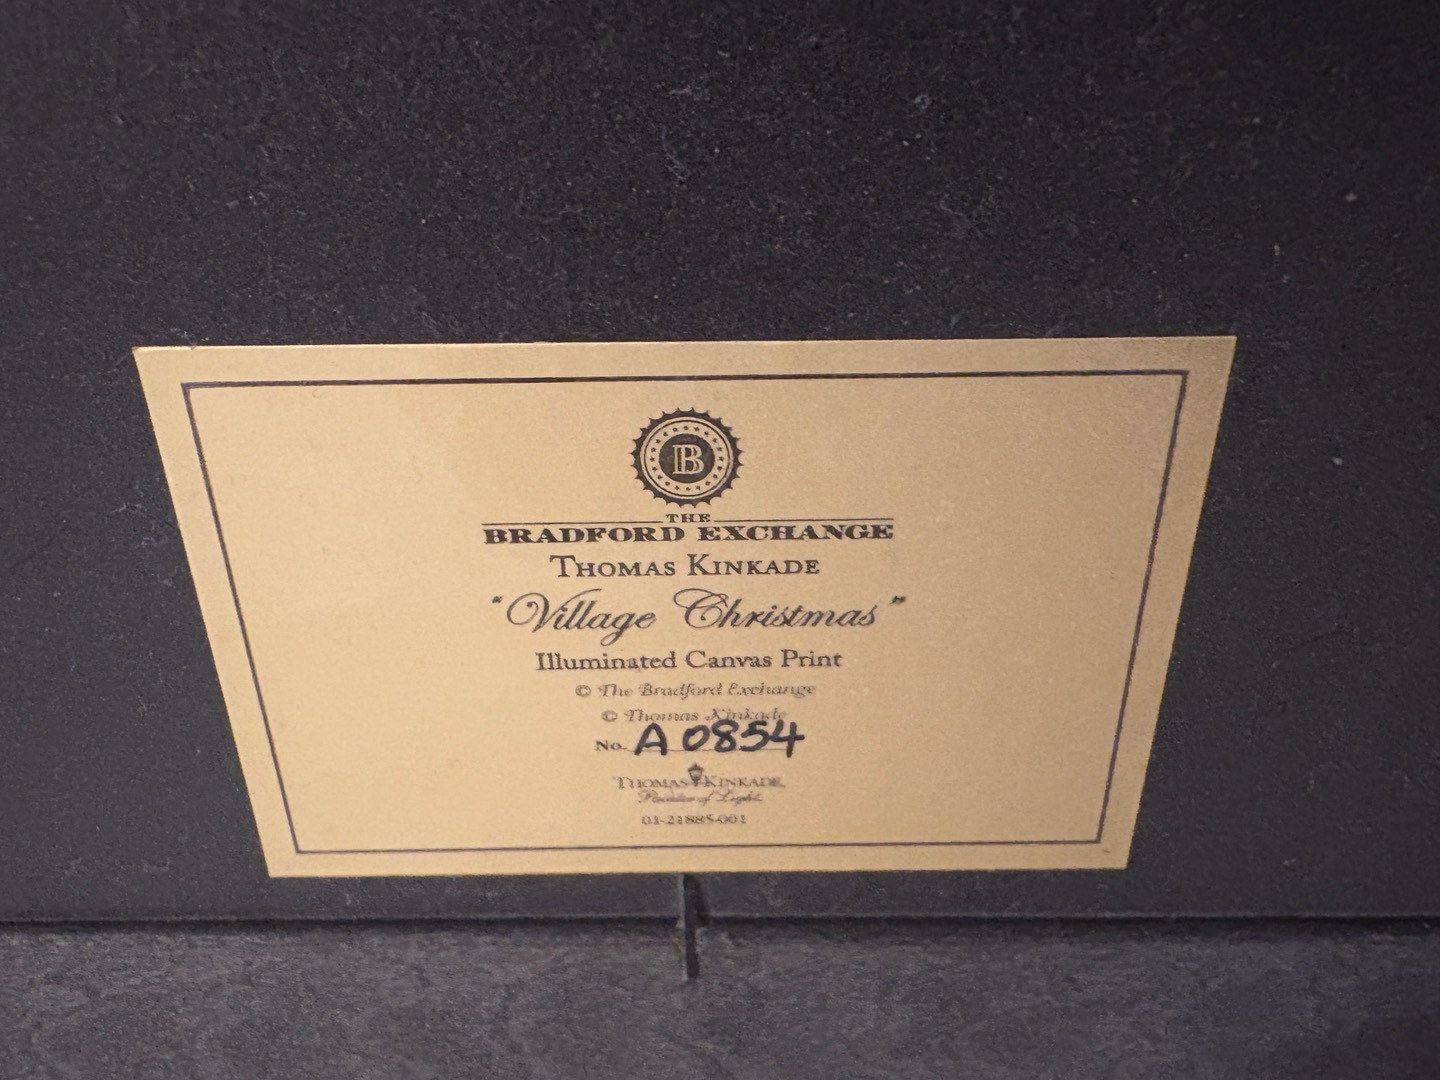 B
THE
BRADFORD EXCHANGE
THOMAS KINKADE
"Village Christmas"
Illuminated Canvas Print
© The Bradford Exchange
© Thomas Kinkade
No. A 0854
THOMAS KINKADE
Painter of Light
01-21885-001